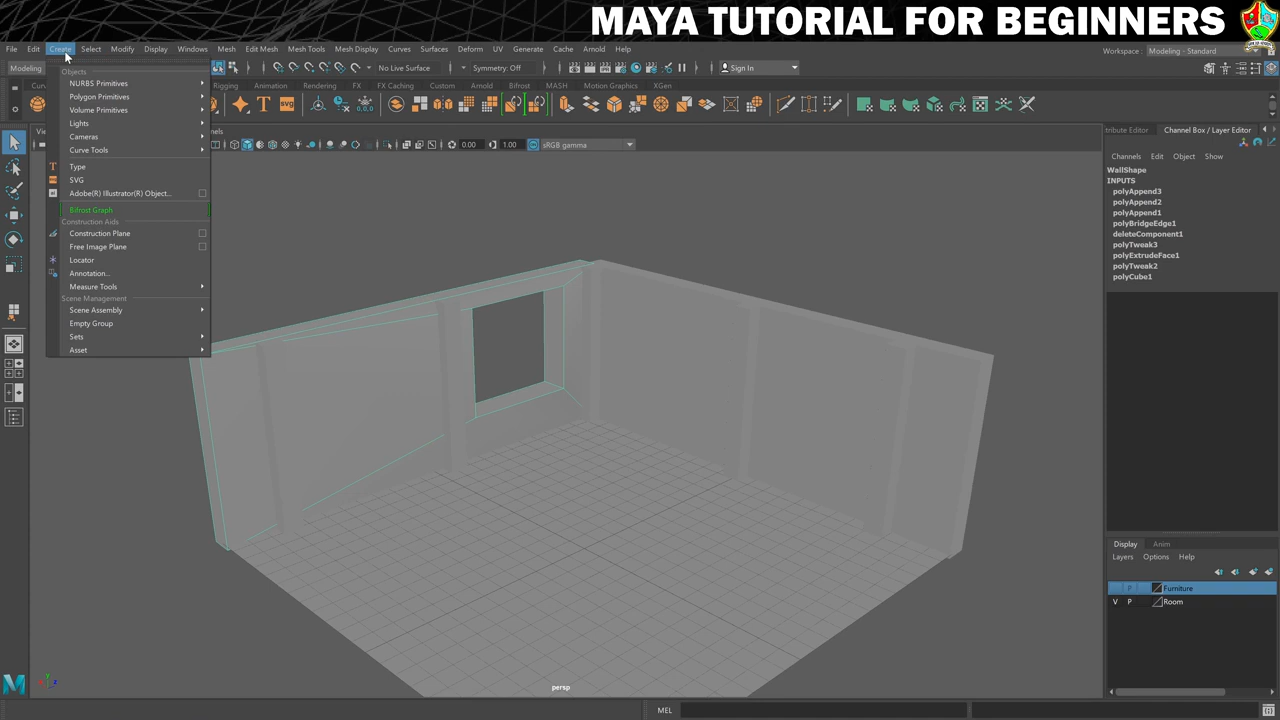 MAYA TUTORIAL FOR BEGINNERS
File Edit Create Select Modify Display Windows Mesh Edit Mesh Mesh Tools Mesh Display Curves Surfaces Deform UV Generate Cache Arnold Help
Workspace : Modeling - Standard
Modeling
No Live Surface
Symmetry: Off
Sign In
Rigging Animation Rendering FX FX Caching Custom Arnold Bifrost MASH Motion Graphics XGen
Objects
NURBS Primitives
Polygon Primitives
Volume Primitives
Lights
Cameras
Curve Tools
Type
SVG
Adobe(R) Illustrator(R) Object...
Bifrost Graph
Construction Aids
Construction Plane
Free Image Plane
Locator
Annotation...
Measure Tools
Scene Management
Scene Assembly
Empty Group
Sets
Asset
0.00
1.00
sRGB gamma
persp
Channel Box / Layer Editor
Channels Edit Object Show
WallShape
INPUTS
polyAppend3
polyAppend2
polyAppend1
polyBridgeEdge1
deleteComponent1
polyTweak3
polyExtrudeFace1
polyTweak2
polyCube1
Display Anim
Layers Options Help
P Furniture
V P Room
MEL